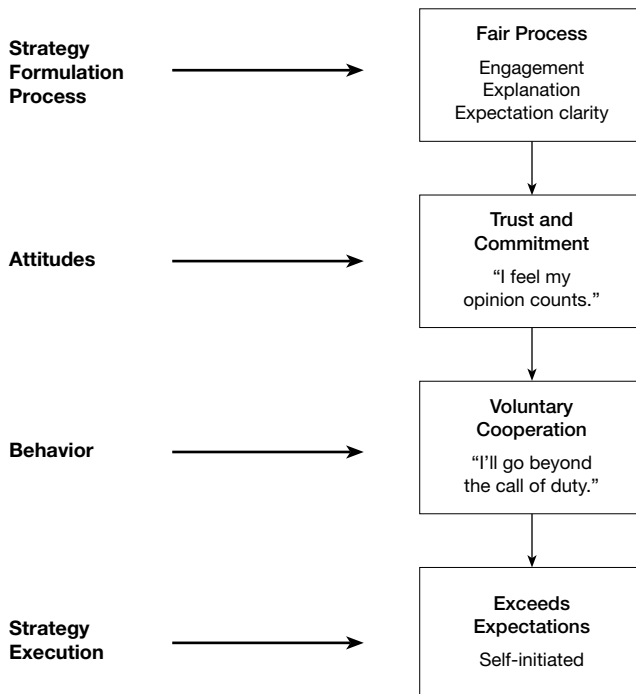 Strategy
Formulation
Process
Fair Process
Engagement
Explanation
Expectation clarity
Attitudes
Trust and
Commitment
“I feel my
opinion counts.”
Behavior
Voluntary
Cooperation
“I’ll go beyond
the call of duty.”
Strategy
Execution
Exceeds
Expectations
Self-initiated